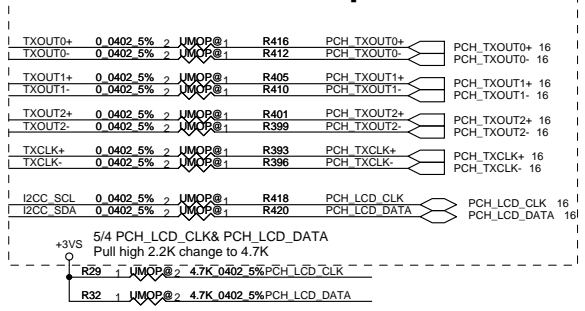 TXOUT0+ 0_0402_5% 2 UMOP@ 1 R416 PCH_TXOUT0+ PCH_TXOUT0+ 16
TXOUT0- 0_0402_5% 2 UMOP@ 1 R412 PCH_TXOUT0- PCH_TXOUT0- 16
TXOUT1+ 0_0402_5% 2 UMOP@ 1 R405 PCH_TXOUT1+ PCH_TXOUT1+ 16
TXOUT1- 0_0402_5% 2 UMOP@ 1 R410 PCH_TXOUT1- PCH_TXOUT1- 16
TXOUT2+ 0_0402_5% 2 UMOP@ 1 R401 PCH_TXOUT2+ PCH_TXOUT2+ 16
TXOUT2- 0_0402_5% 2 UMOP@ 1 R399 PCH_TXOUT2- PCH_TXOUT2- 16
TXCLK+ 0_0402_5% 2 UMOP@ 1 R393 PCH_TXCLK+ PCH_TXCLK+ 16
TXCLK- 0_0402_5% 2 UMOP@ 1 R396 PCH_TXCLK- PCH_TXCLK- 16
I2CC_SCL 0_0402_5% 2 UMOP@ 1 R418 PCH_LCD_CLK PCH_LCD_CLK 16
I2CC_SDA 0_0402_5% 2 UMOP@ 1 R420 PCH_LCD_DATA PCH_LCD_DATA 16
5/4 PCH_LCD_CLK& PCH_LCD_DATA
+3VS Pull high 2.2K change to 4.7K
R29 1 UMOP@ 2 4.7K_0402_5% PCH_LCD_CLK
R32 1 UMOP@ 2 4.7K_0402_5% PCH_LCD_DATA